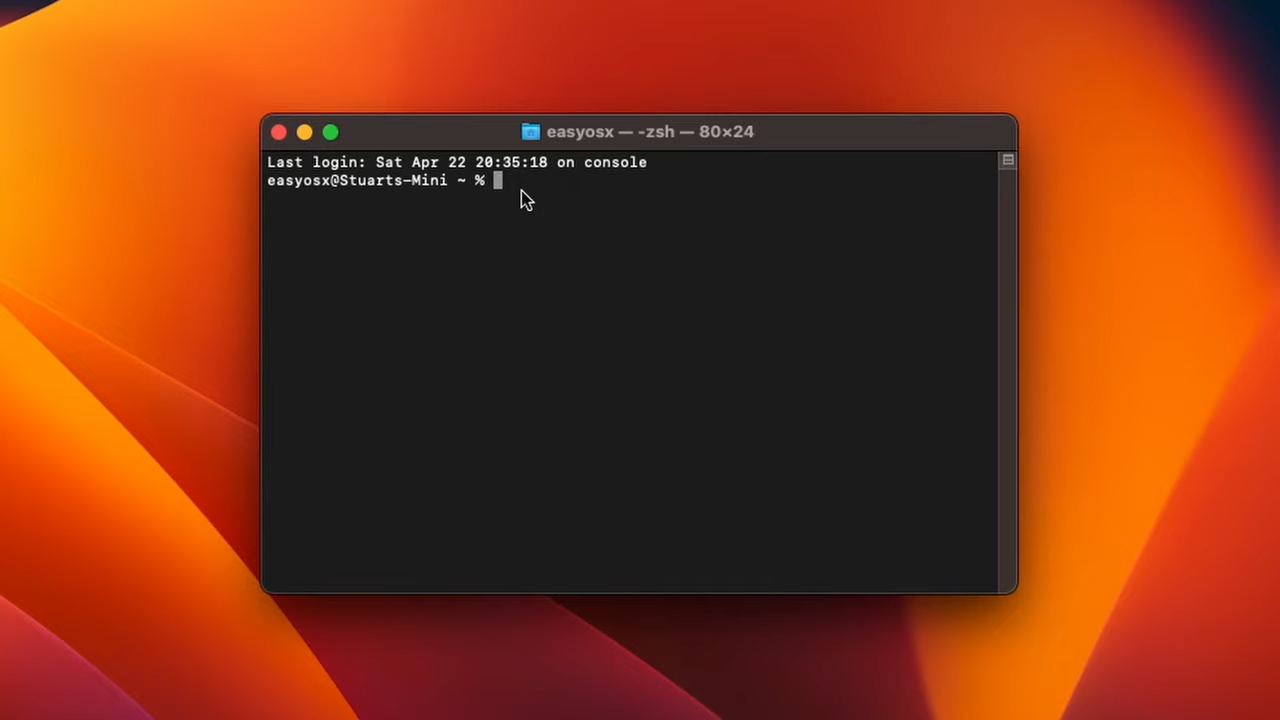 easyosx — -zsh — 80×24
Last login: Sat Apr 22 20:35:18 on console
easyosx@Stuarts-Mini ~ %